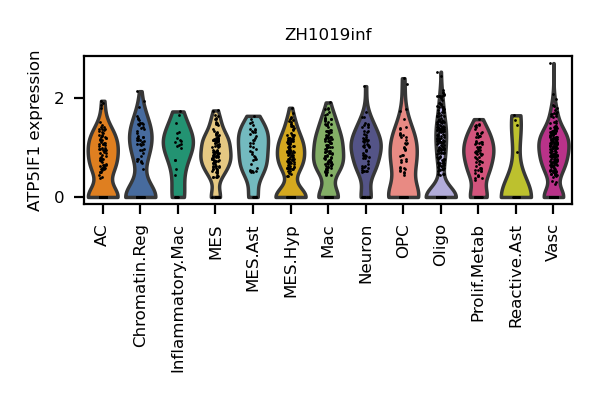 ZH1019inf
ATP5IF1 expression
2
0
AC
Chromatin.Reg
Inflammatory.Mac
MES
MES.Ast
MES.Hyp
Mac
Neuron
OPC
Oligo
Prolif.Metab
Reactive.Ast
Vasc